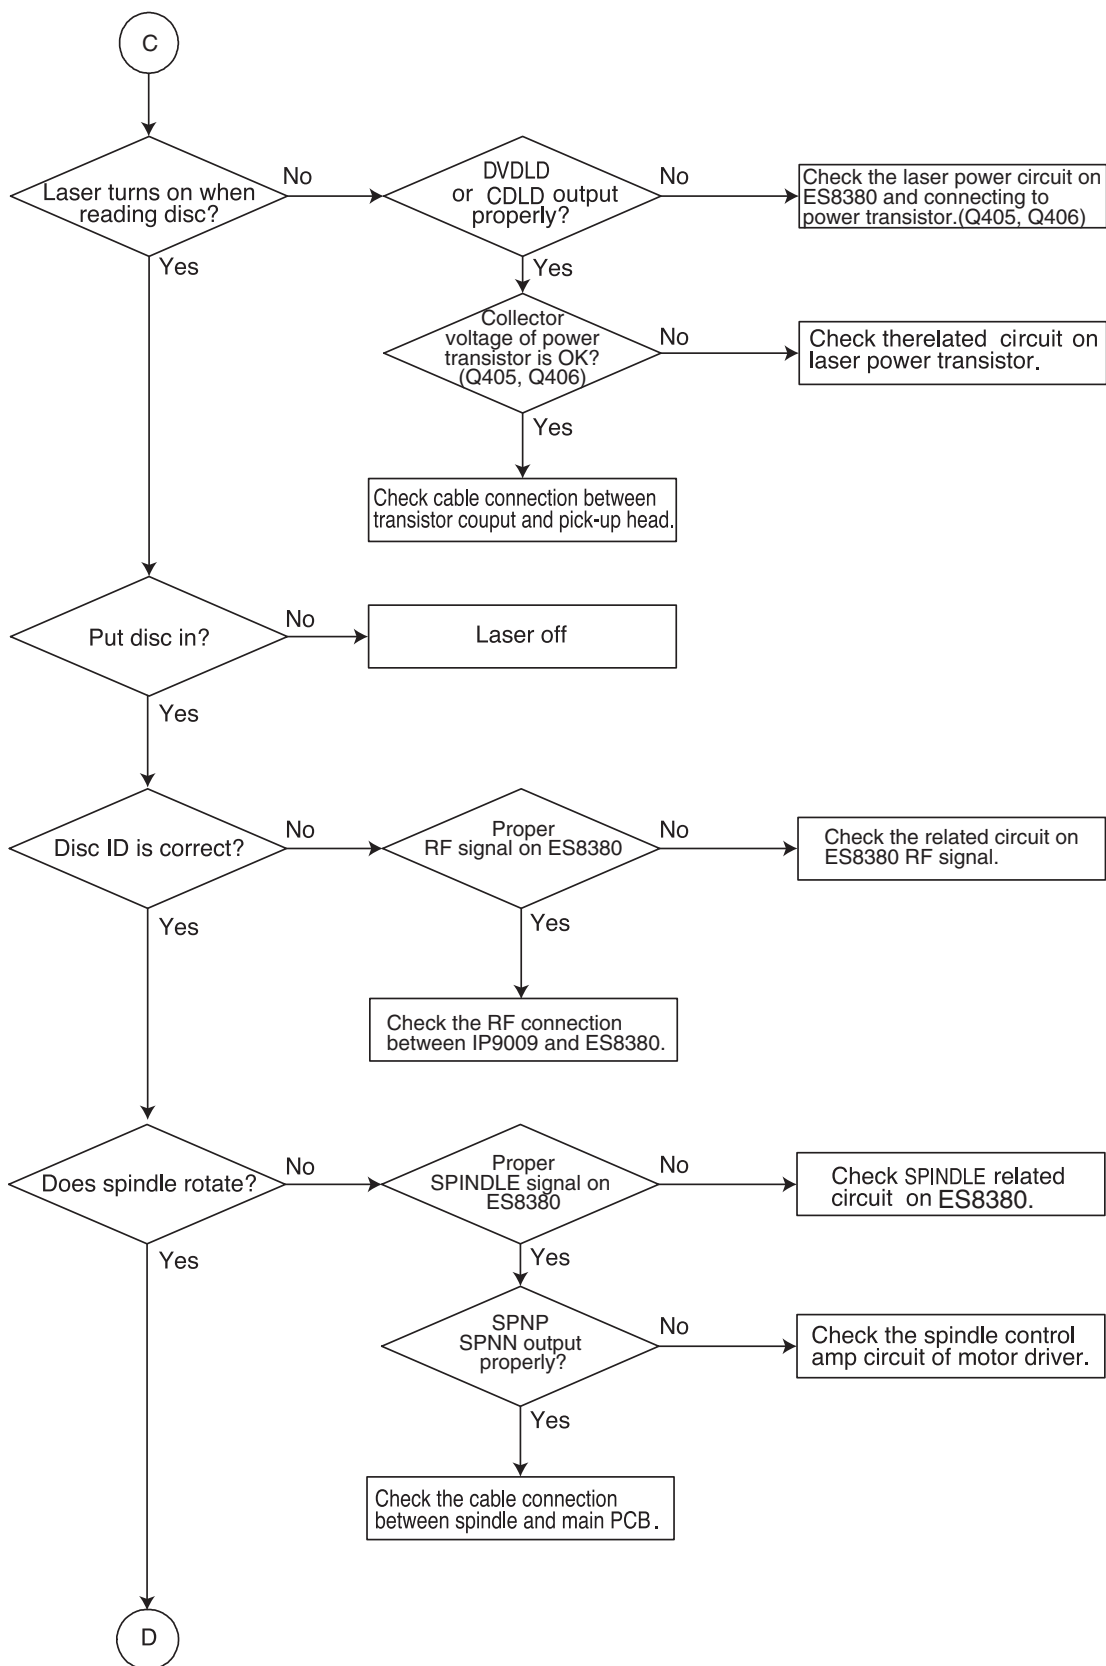 C
Laser turns on when
reading disc?
No
DVDLD
or CDLD output
properly?
No
Check the laser power circuit on
ES8380 and connecting to
power transistor.(Q405, Q406)
Yes
Yes
Collector
voltage of power
transistor is OK?
(Q405, Q406)
No
Check therelated circuit on
laser power transistor.
Yes
Check cable connection between
transistor couput and pick-up head.
Put disc in?
No
Laser off
Yes
Disc ID is correct?
No
Proper
RF signal on ES8380
No
Check the related circuit on
ES8380 RF signal.
Yes
Yes
Check the RF connection
between IP9009 and ES8380.
Does spindle rotate?
No
Proper
SPINDLE signal on
ES8380
No
Check SPINDLE related
circuit on ES8380.
Yes
Yes
SPNP
SPNN output
properly?
No
Check the spindle control
amp circuit of motor driver.
Yes
Check the cable connection
between spindle and main PCB.
D